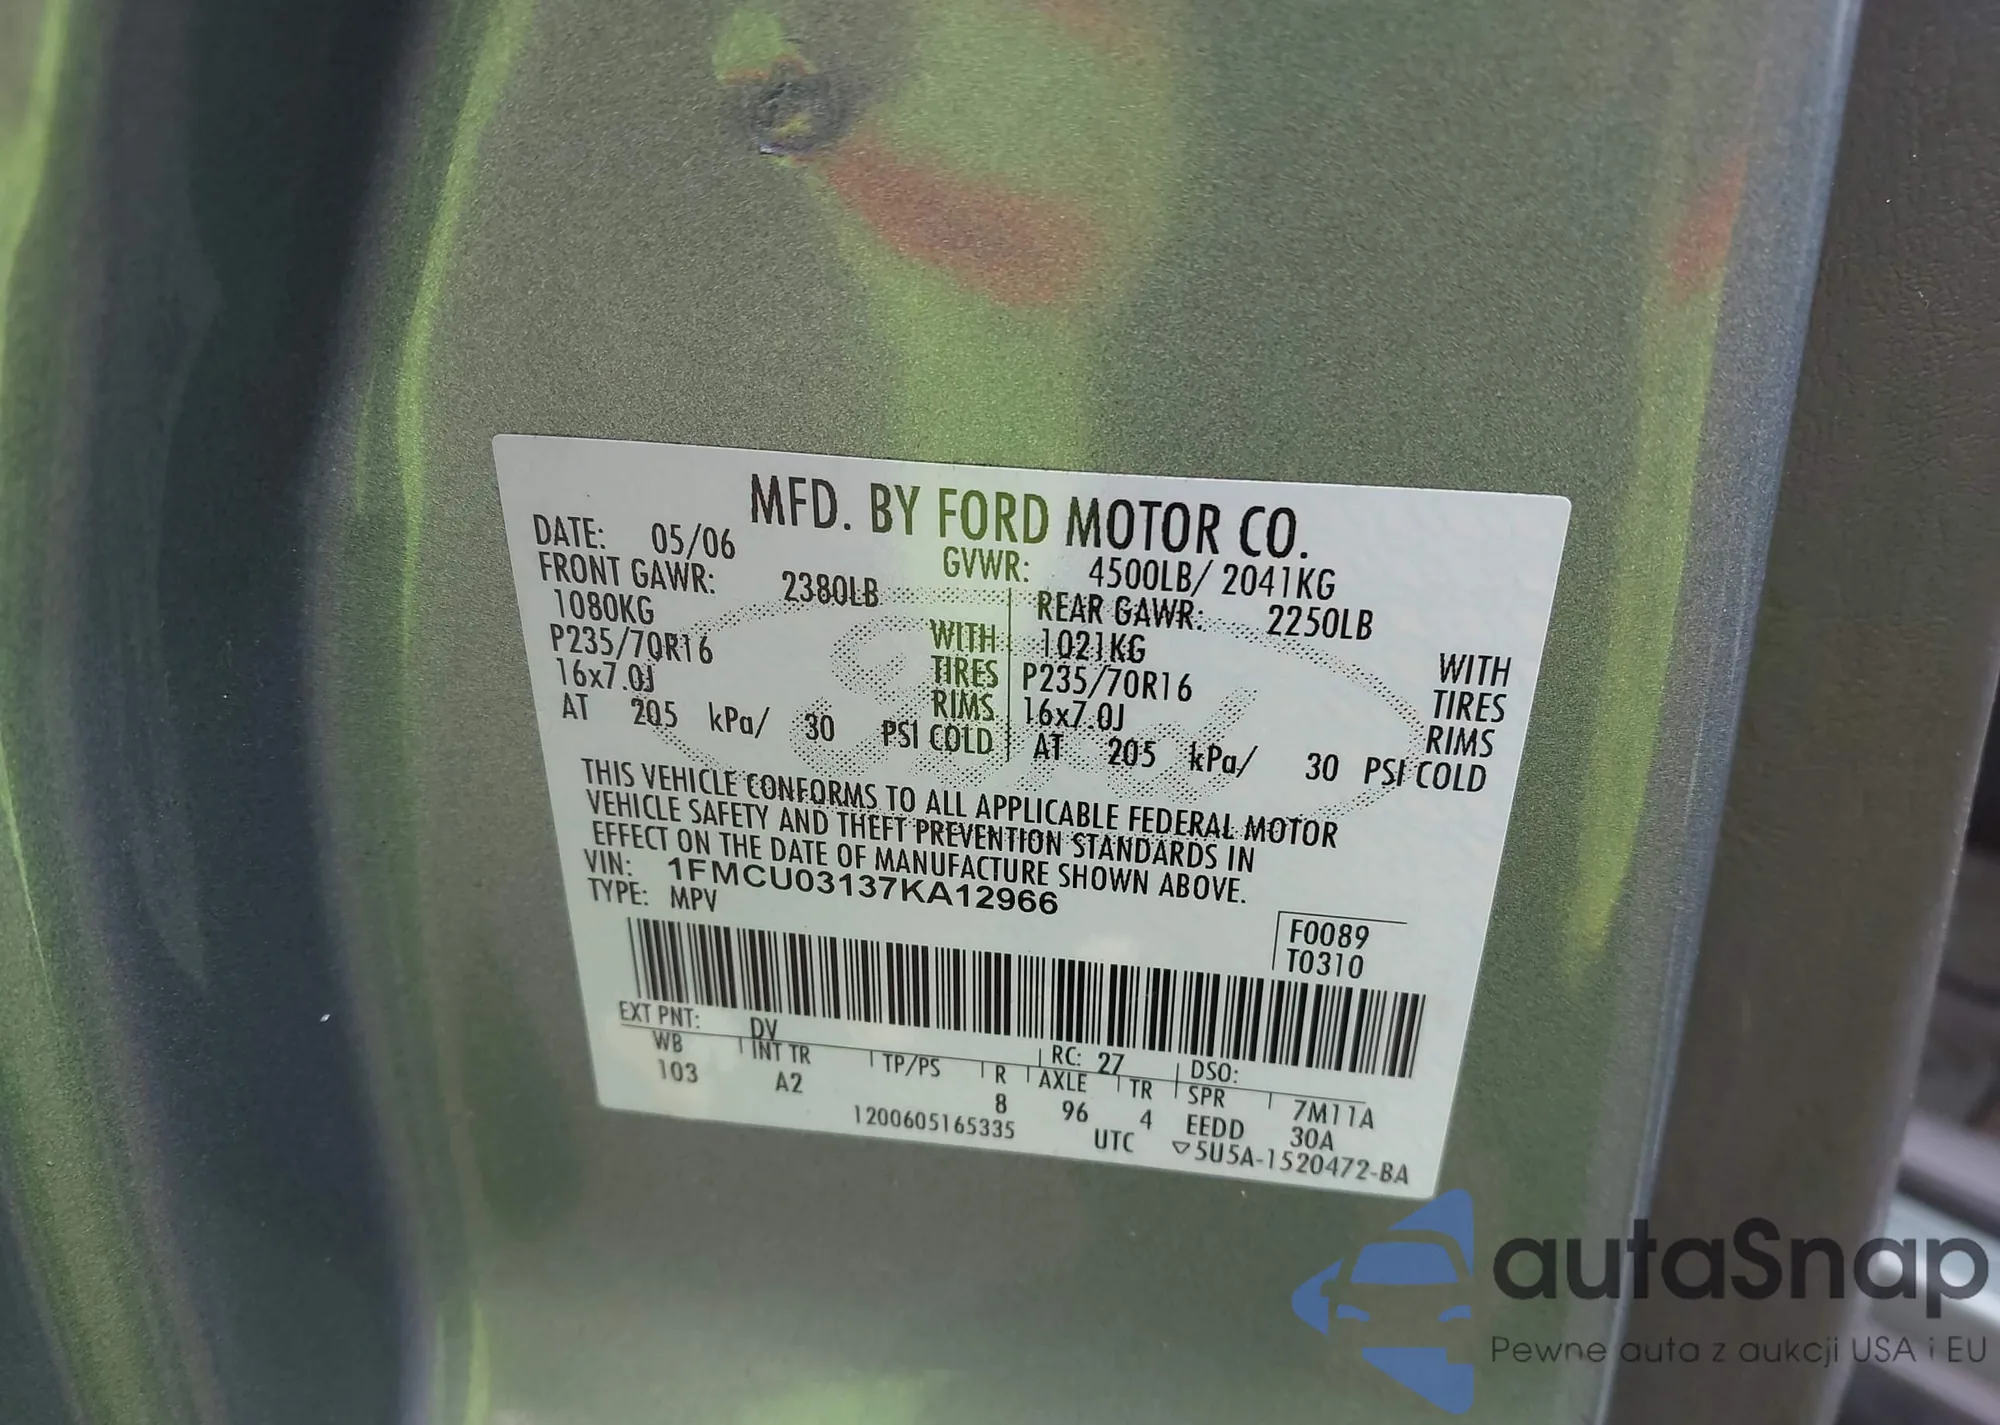 MFD. BY FORD MOTOR CO.
DATE: 05/06 GVWR: 4500LB/ 2041KG
FRONT GAWR: 2380LB REAR GAWR: 2250LB
1080KG WITH 1021KG WITH
P235/70R16 TIRES P235/70R16 TIRES
16x7.0J RIMS 16x7.0J RIMS
AT 205 kPa/ 30 PSI COLD AT 205 kPa/ 30 PSI COLD
THIS VEHICLE CONFORMS TO ALL APPLICABLE FEDERAL MOTOR
VEHICLE SAFETY AND THEFT PREVENTION STANDARDS IN
EFFECT ON THE DATE OF MANUFACTURE SHOWN ABOVE.
VIN: 1FMCU03137KA12966
TYPE: MPV
F0089
T0310
EXT PNT: DV RC: 27 DSO:
WB INT TR TP/PS R AXLE TR SPR 7M11A
103 A2 8 96 4 EEDD 30A
1200605165335 UTC ▽5U5A-1520472-BA
Ford
autaSnap
Pewne auta z aukcji USA i EU